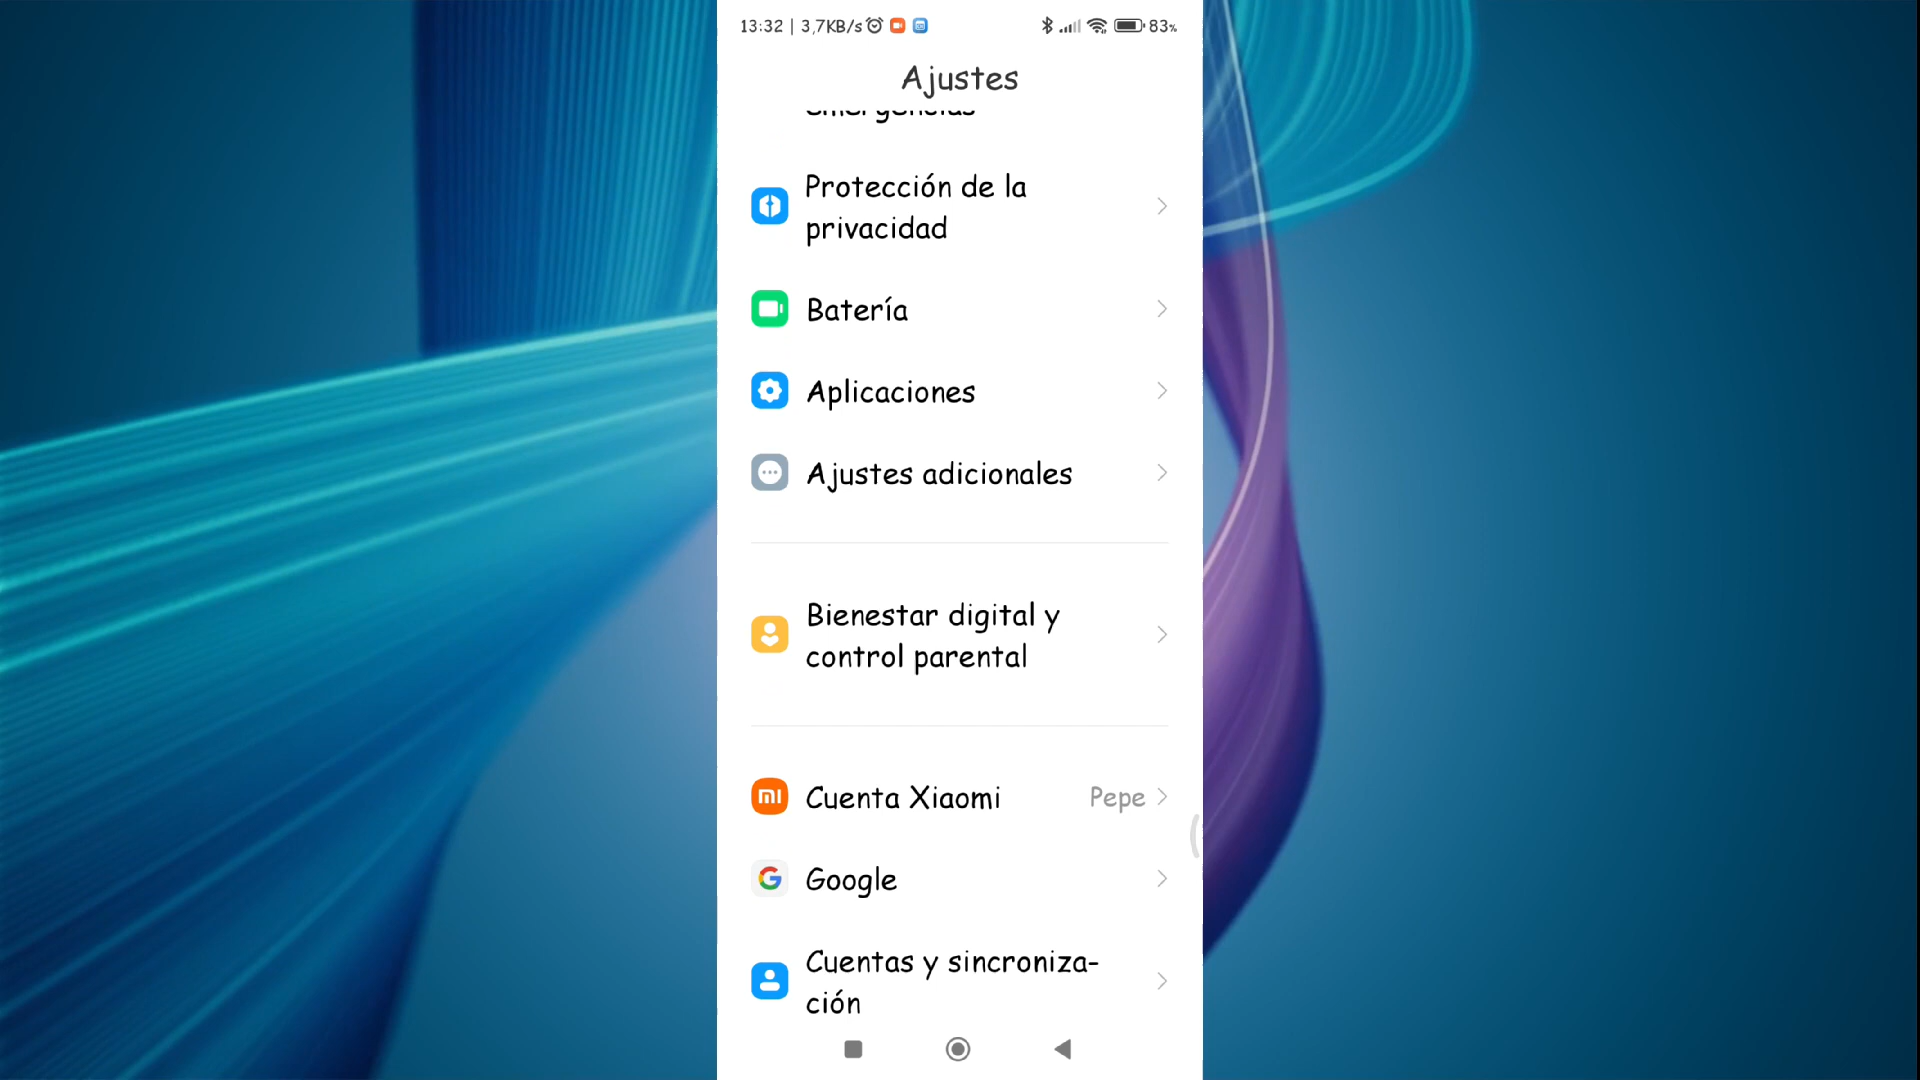 13:32 | 3,7KB/s 83%
Ajustes
emergencias
Protección de la
privacidad
Batería
Aplicaciones
Ajustes adicionales
Bienestar digital y
control parental
Cuenta Xiaomi Pepe
Google
Cuentas y sincroniza-
ción